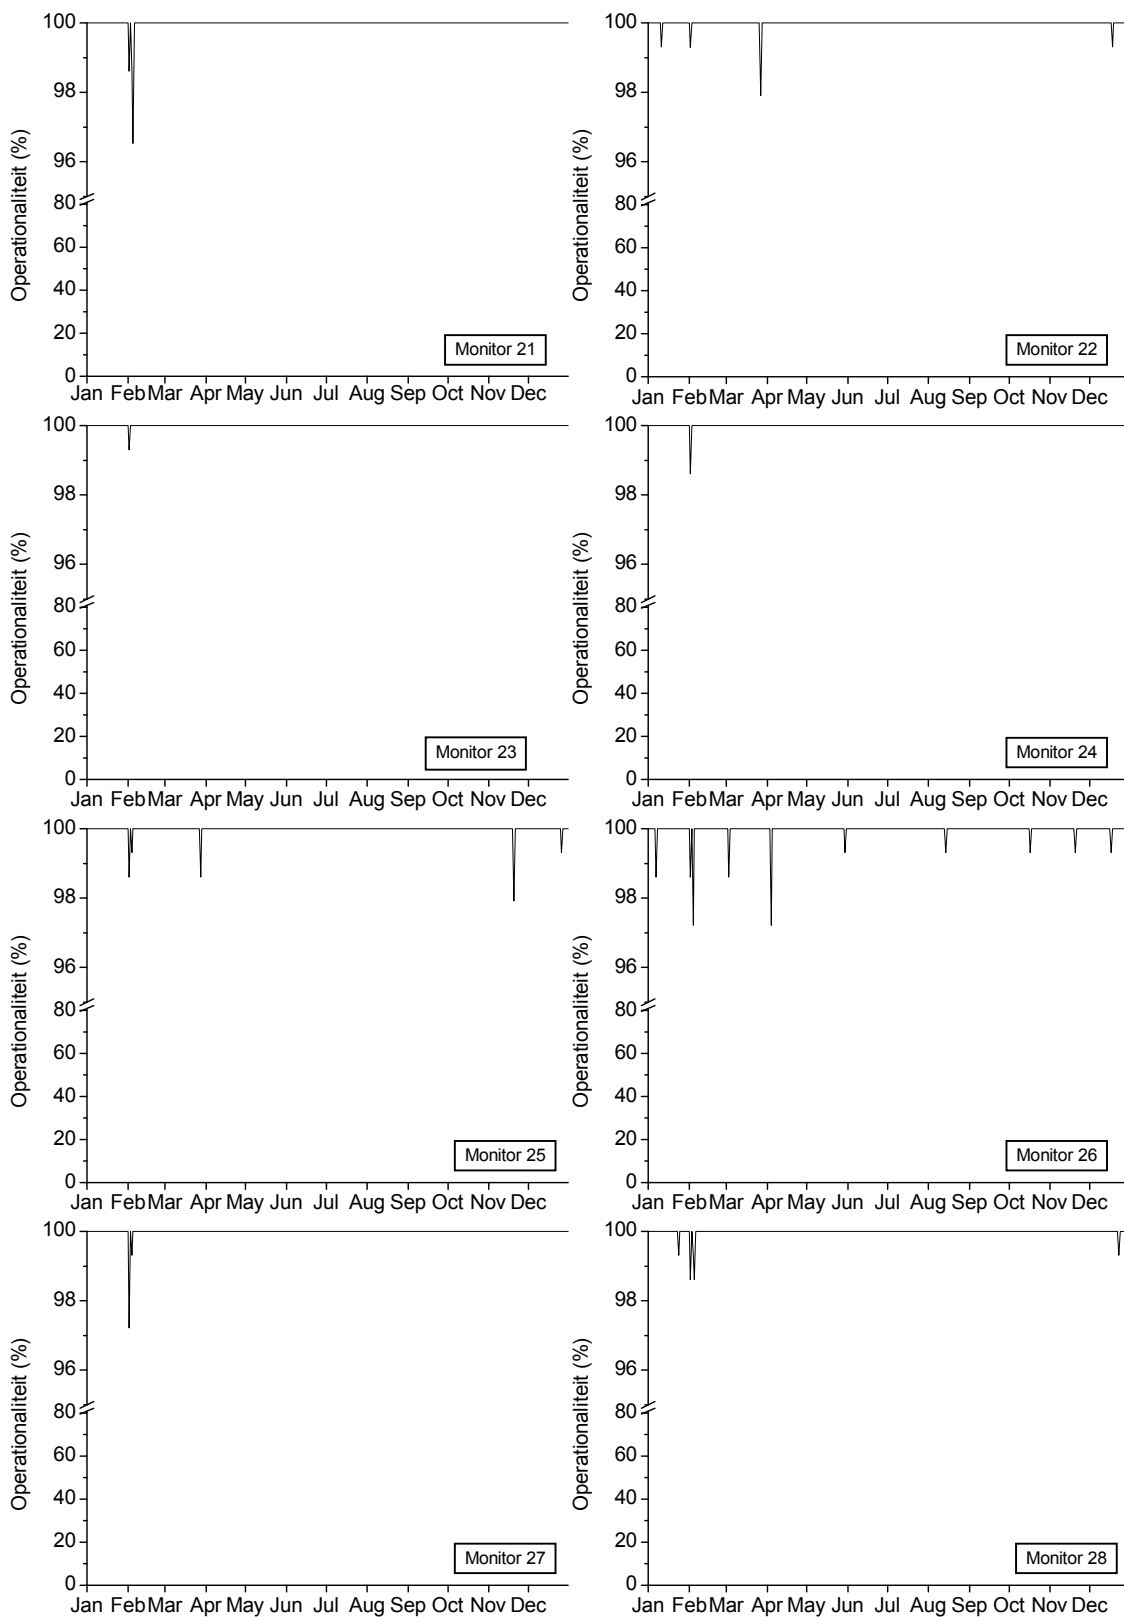 100
98
96
80
60
40
20
0
Operationaliteit (%)
Monitor 21
Jan Feb Mar Apr May Jun Jul Aug Sep Oct Nov Dec
100
98
96
80
60
40
20
0
Operationaliteit (%)
Monitor 22
Jan Feb Mar Apr May Jun Jul Aug Sep Oct Nov Dec
100
98
96
80
60
40
20
0
Operationaliteit (%)
Monitor 23
Jan Feb Mar Apr May Jun Jul Aug Sep Oct Nov Dec
100
98
96
80
60
40
20
0
Operationaliteit (%)
Monitor 24
Jan Feb Mar Apr May Jun Jul Aug Sep Oct Nov Dec
100
98
96
80
60
40
20
0
Operationaliteit (%)
Monitor 25
Jan Feb Mar Apr May Jun Jul Aug Sep Oct Nov Dec
100
98
96
80
60
40
20
0
Operationaliteit (%)
Monitor 26
Jan Feb Mar Apr May Jun Jul Aug Sep Oct Nov Dec
100
98
96
80
60
40
20
0
Operationaliteit (%)
Monitor 27
Jan Feb Mar Apr May Jun Jul Aug Sep Oct Nov Dec
100
98
96
80
60
40
20
0
Operationaliteit (%)
Monitor 28
Jan Feb Mar Apr May Jun Jul Aug Sep Oct Nov Dec